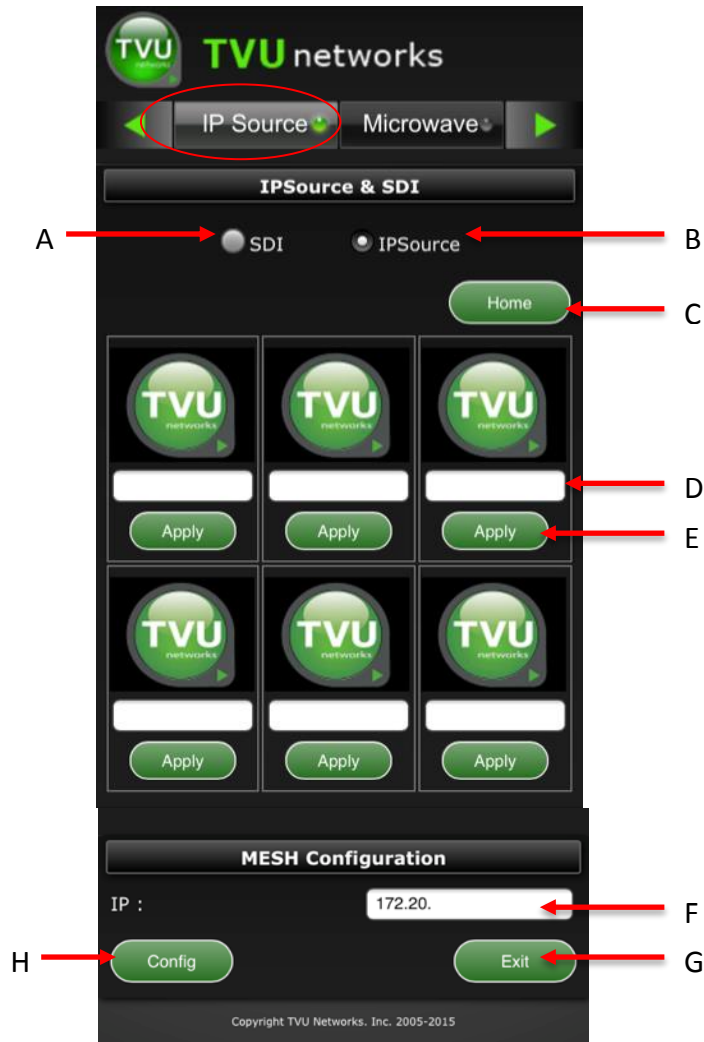 TVU
networks
TVU networks
IP Source
Microwave
IPSource & SDI
A
SDI
IPSource
B
Home
C
TVU
networks
TVU
networks
TVU
networks
D
Apply
Apply
Apply
E
TVU
networks
TVU
networks
TVU
networks
Apply
Apply
Apply
MESH Configuration
IP :
172.20.
F
H
Config
Exit
G
Copyright TVU Networks. Inc. 2005-2015